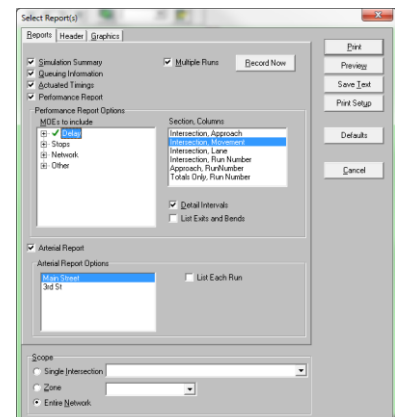 Select Report(s)
Reports Header Graphics
Print
Simulation Summary Multiple Runs Record Now Preview
Queuing Information
Actuated Timings Save Text
Performance Report
Print Setup
Performance Report Options
MOEs to include Section, Columns
Delay Intersection, Approach Defaults
Stops Intersection, Movement
Network Intersection, Lane
Other Intersection, Run Number
Approach, RunNumber Cancel
Totals Only, Run Number
Detail Intervals
List Exits and Bends
Arterial Report
Arterial Report Options
Main Street List Each Run
3rd St
Scope
Single Intersection
Zone
Entire Network